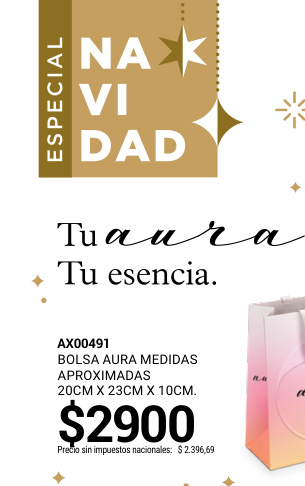 ESPECIAL
NA
VI
DAD
Tu aura
Tu esencia.
AX00491
BOLSA AURA MEDIDAS
APROXIMADAS
20CM X 23CM X 10CM.
$2900
Precio sin impuestos nacionales: $ 2.396,69